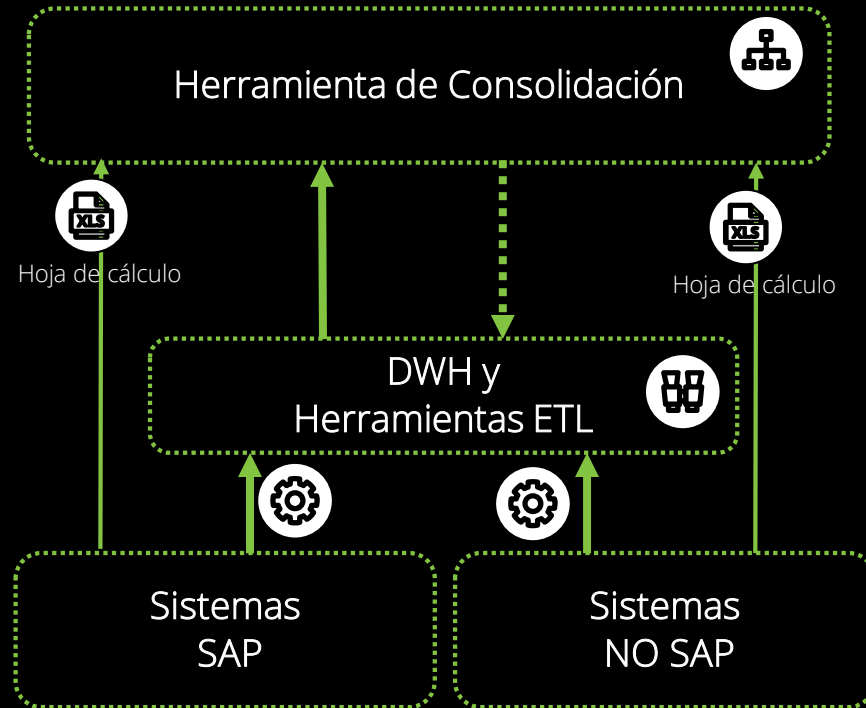 Herramienta de Consolidación
XLS
Hoja de cálculo
XLS
Hoja de cálculo
DWH y
Herramientas ETL
Sistemas
SAP
Sistemas
NO SAP